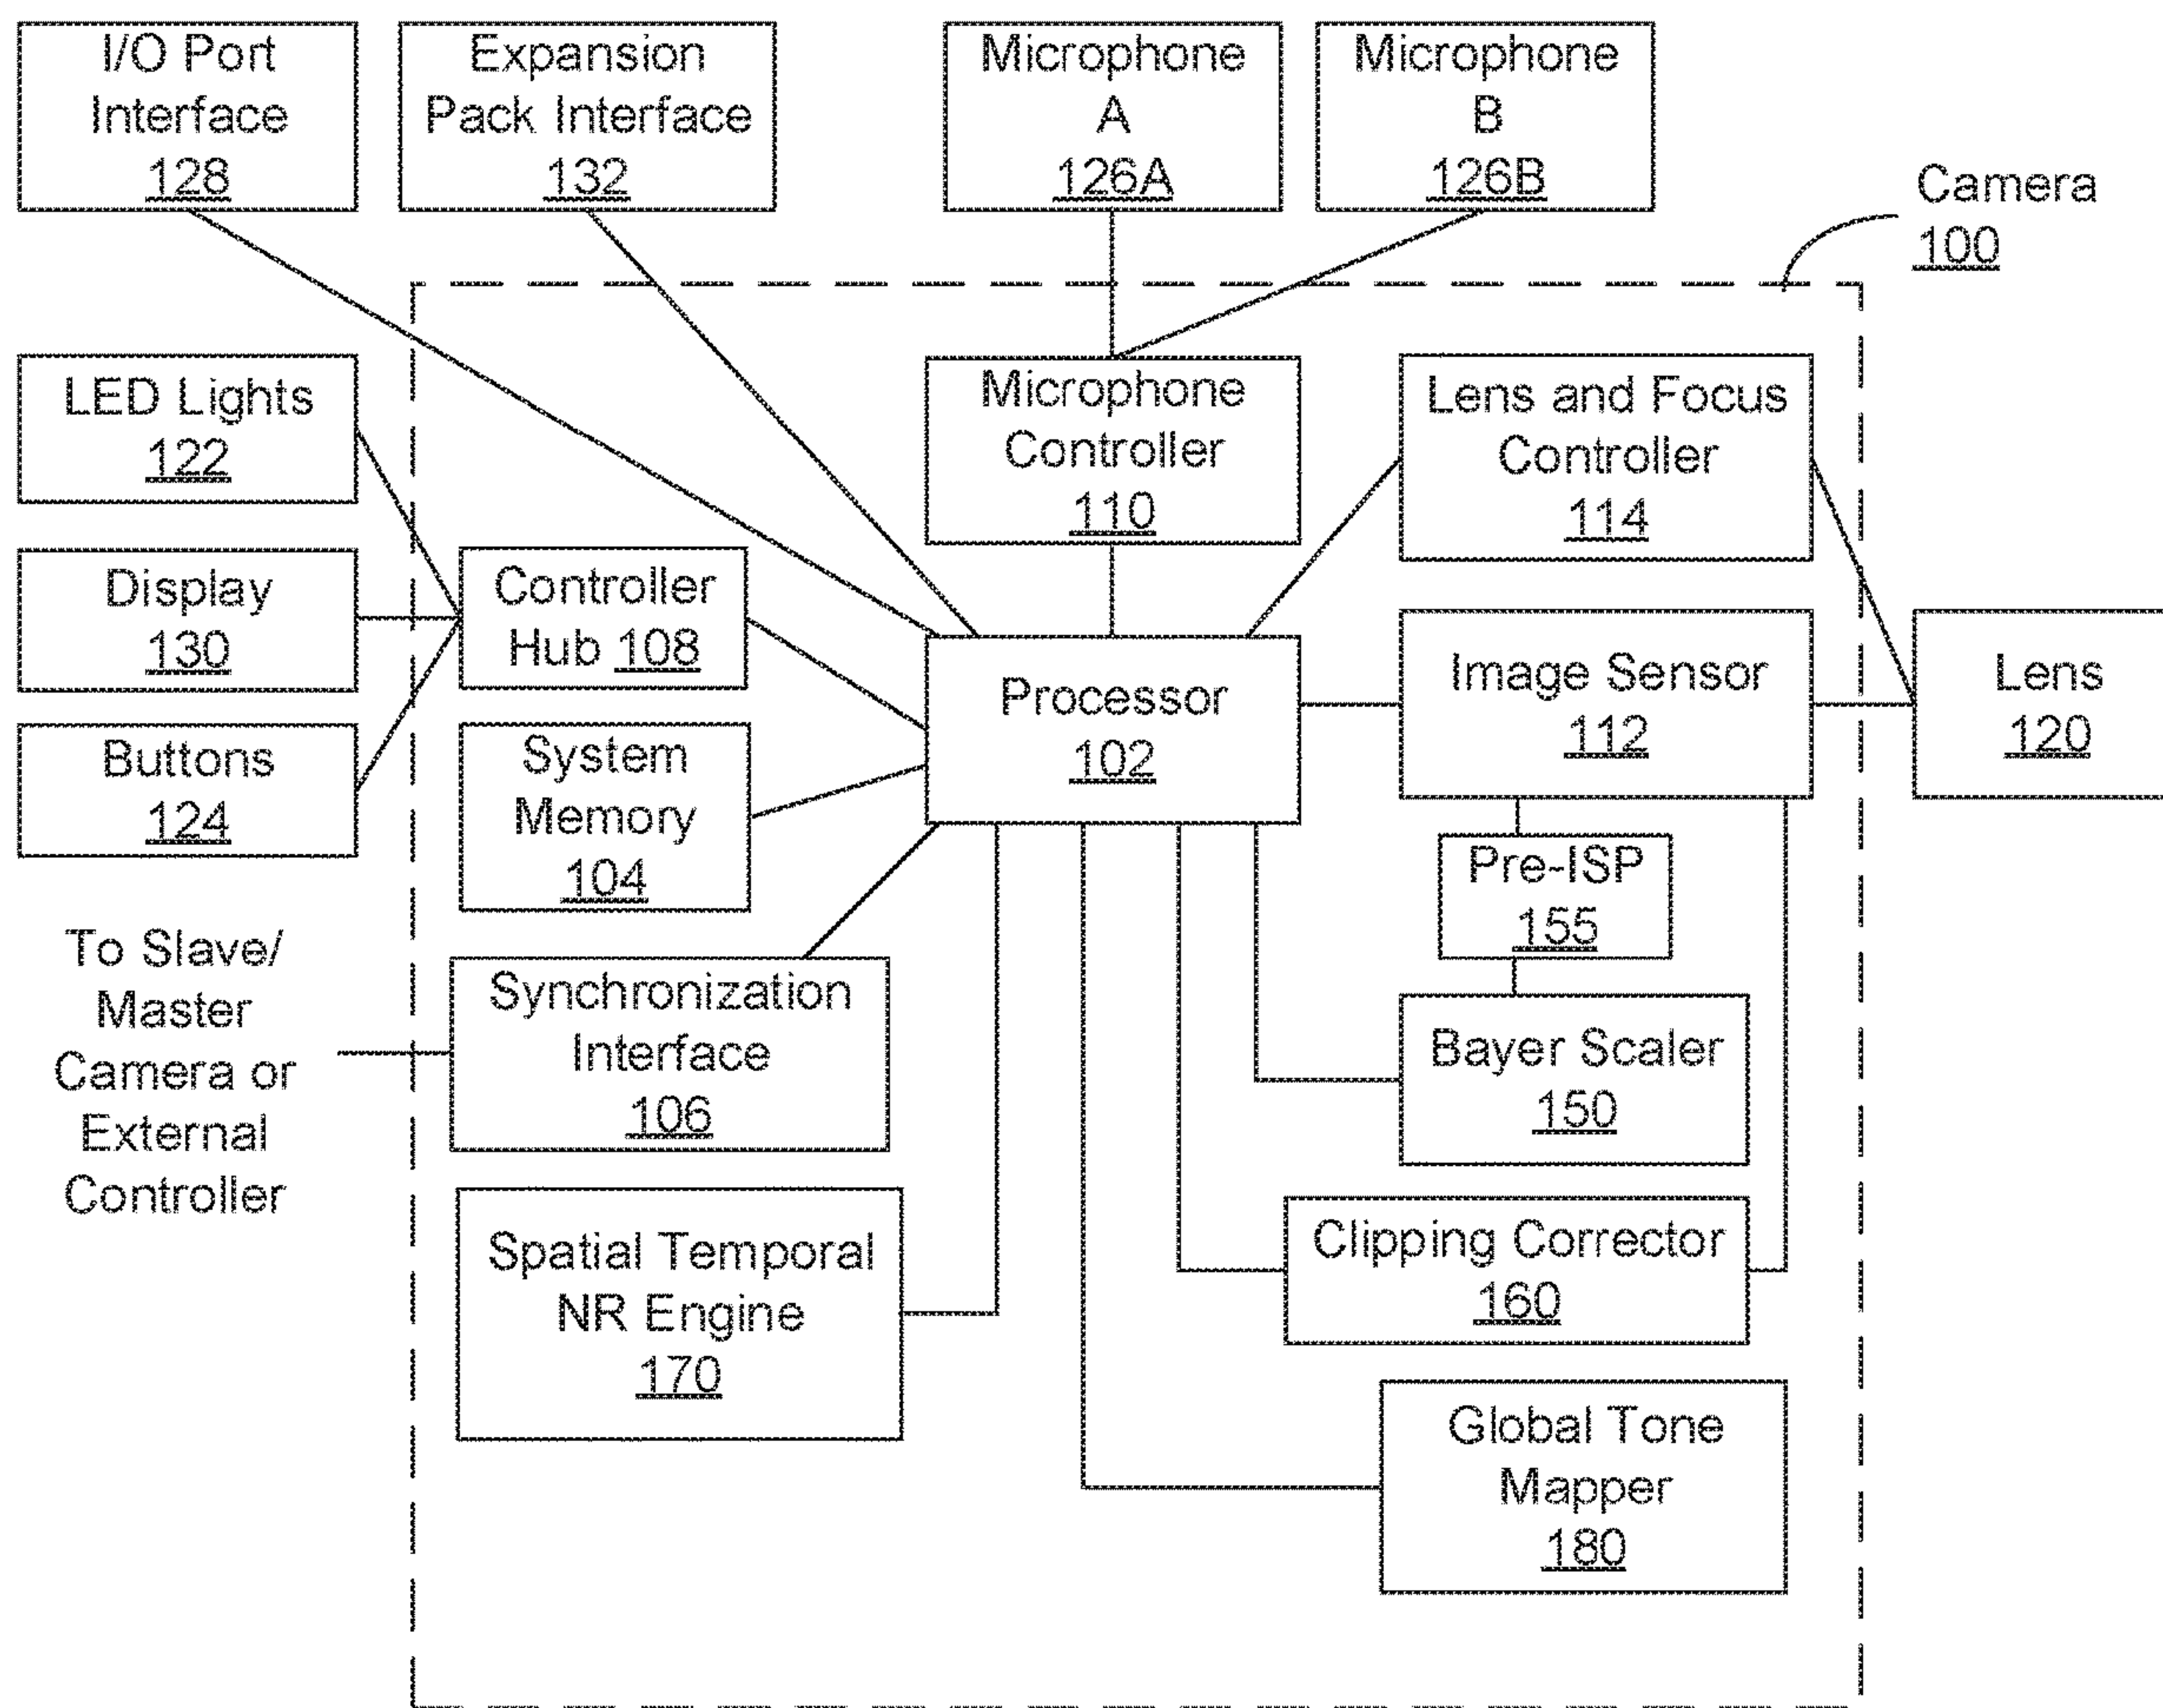 I/O Port
Interface
128
Expansion
Pack Interface
132
Microphone
A
126A
Microphone
B
126B
Camera
100
LED Lights
122
Microphone
Controller
110
Lens and Focus
Controller
114
Display
130
Controller
Hub 108
Processor
102
Image Sensor
112
Lens
120
Buttons
124
System
Memory
104
Pre-ISP
155
To Slave/
Master
Camera or
External
Controller
Synchronization
Interface
106
Bayer Scaler
150
Spatial Temporal
NR Engine
170
Clipping Corrector
160
Global Tone
Mapper
180